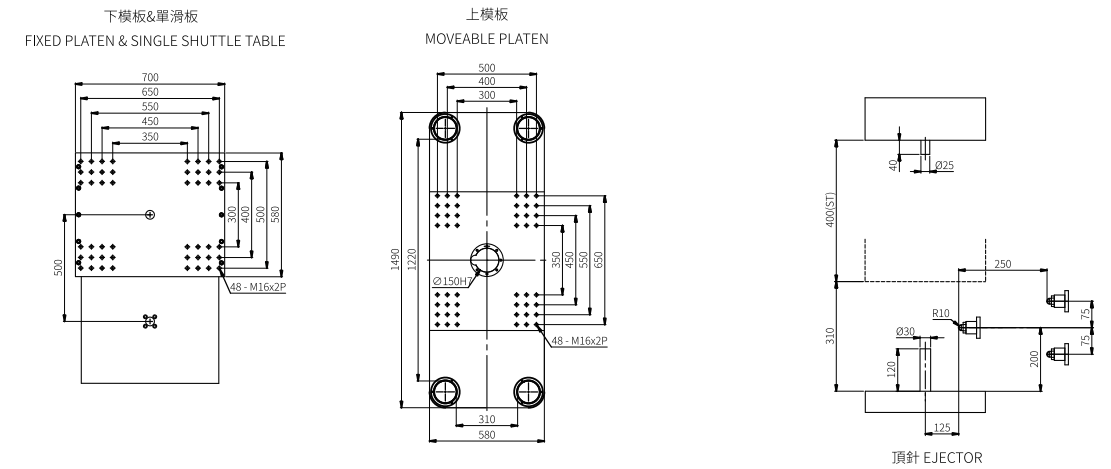 下模板&單滑板
FIXED PLATEN & SINGLE SHUTTLE TABLE
700
650
550
450
350
300
400
500
580
500
48 - M16x2P
上模板
MOVEABLE PLATEN
500
400
300
1490
1220
350
450
550
650
Ø150H7
48 - M16x2P
310
580
40
Ø25
400(ST)
250
R10
75
75
Ø30
310
120
200
125
頂針 EJECTOR